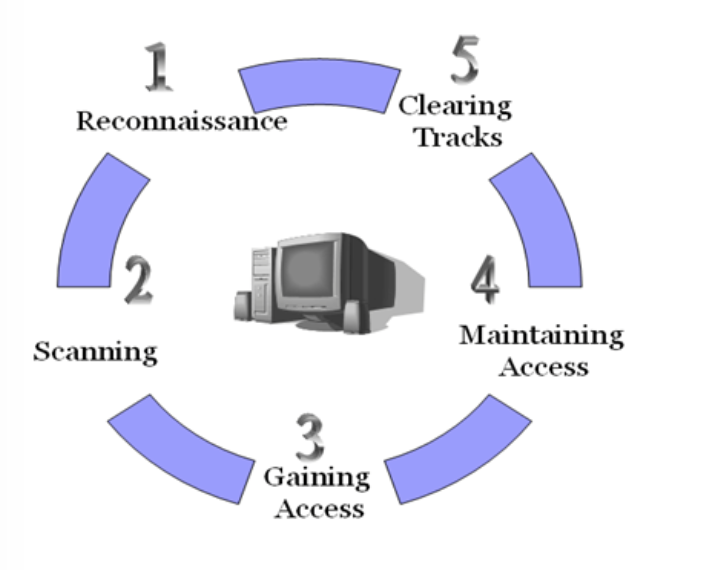 1
Reconnaissance
2
Scanning
3
Gaining
Access
4
Maintaining
Access
5
Clearing
Tracks